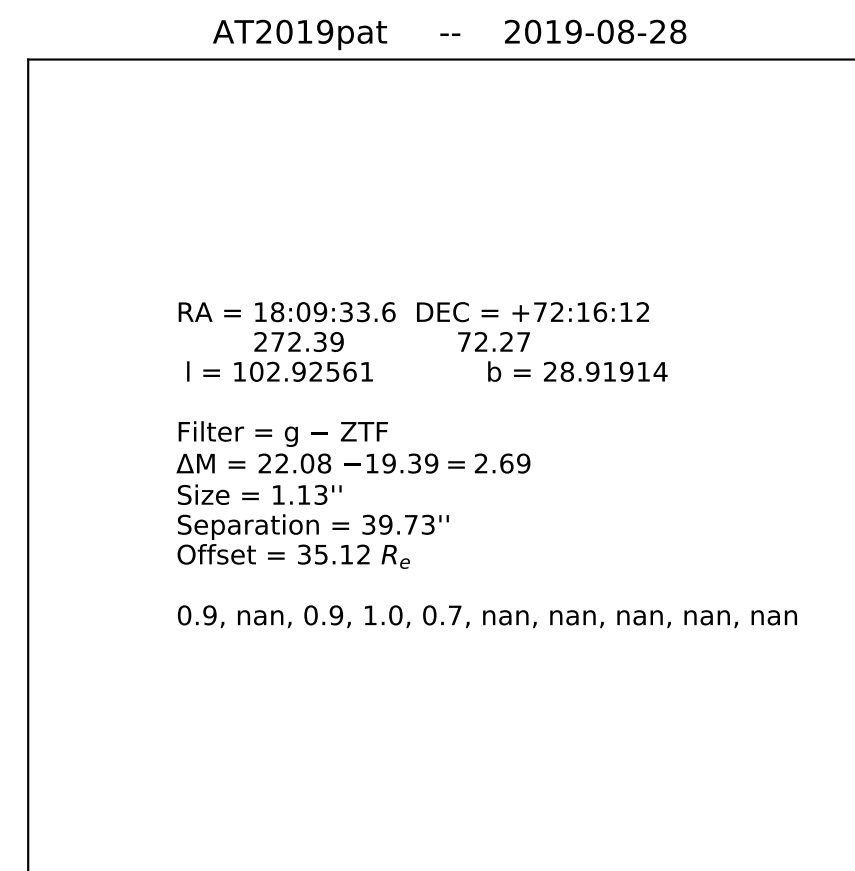 AT2019pat -- 2019-08-28
RA = 18:09:33.6 DEC = +72:16:12
272.39 72.27
l = 102.92561 b = 28.91914
Filter = g − ZTF
ΔM = 22.08 −19.39 = 2.69
Size = 1.13''
Separation = 39.73''
Offset = 35.12 Rₑ
0.9, nan, 0.9, 1.0, 0.7, nan, nan, nan, nan, nan